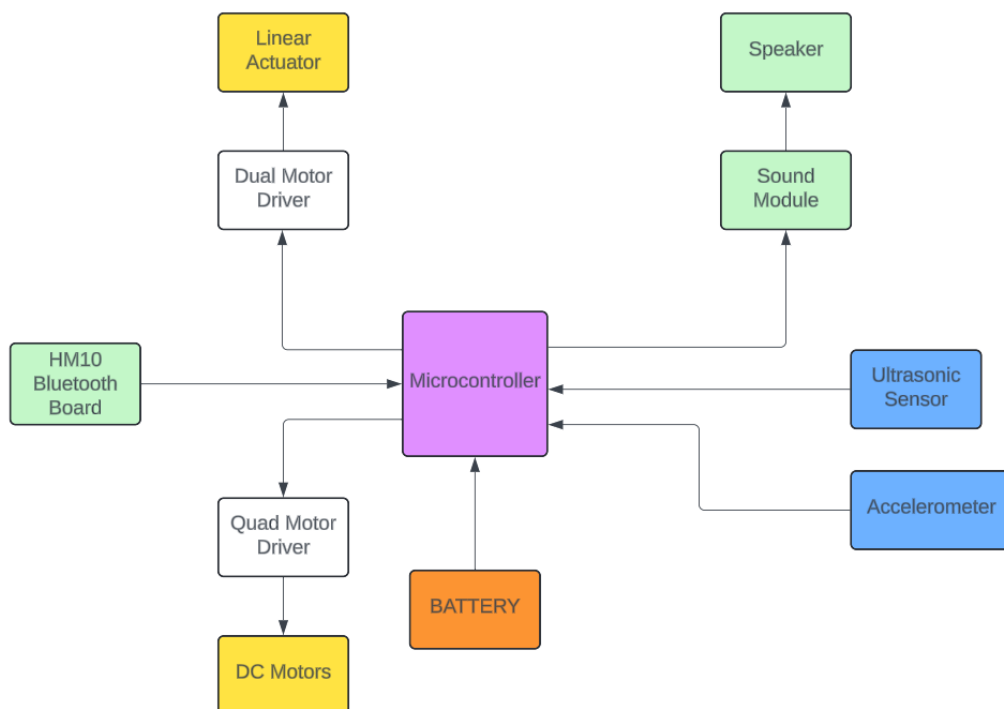 Linear
Actuator
Speaker
Dual Motor
Driver
Sound
Module
HM10
Bluetooth
Board
Microcontroller
Ultrasonic
Sensor
Accelerometer
Quad Motor
Driver
BATTERY
DC Motors